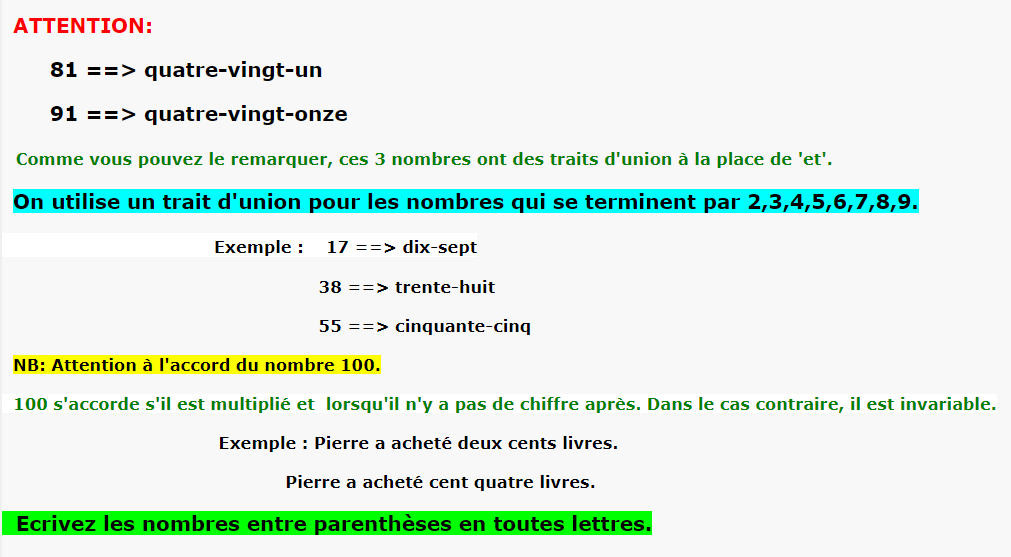 ATTENTION:
81 ==> quatre-vingt-un
91 ==> quatre-vingt-onze
Comme vous pouvez le remarquer, ces 3 nombres ont des traits d'union à la place de 'et'.
On utilise un trait d'union pour les nombres qui se terminent par 2,3,4,5,6,7,8,9.
Exemple : 17 ==> dix-sept
38 ==> trente-huit
55 ==> cinquante-cinq
NB: Attention à l'accord du nombre 100.
100 s'accorde s'il est multiplié et lorsqu'il n'y a pas de chiffre après. Dans le cas contraire, il est invariable.
Exemple : Pierre a acheté deux cents livres.
Pierre a acheté cent quatre livres.
Ecrivez les nombres entre parenthèses en toutes lettres.